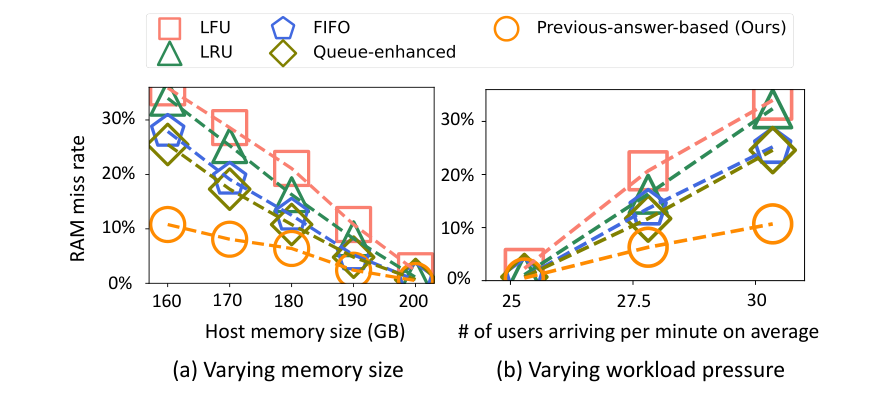 LFU
FIFO
Previous-answer-based (Ours)
LRU
Queue-enhanced
RAM miss rate
30%
20%
10%
0%
160
170
180
190
200
Host memory size (GB)
(a) Varying memory size
30%
20%
10%
0%
25
27.5
30
# of users arriving per minute on average
(b) Varying workload pressure